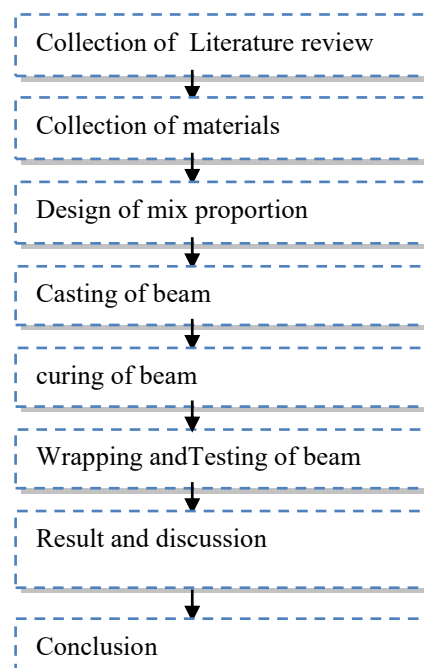 Collection of  Literature review
Collection of materials
Design of mix proportion
Casting of beam
curing of beam
Wrapping andTesting of beam
Result and discussion
Conclusion